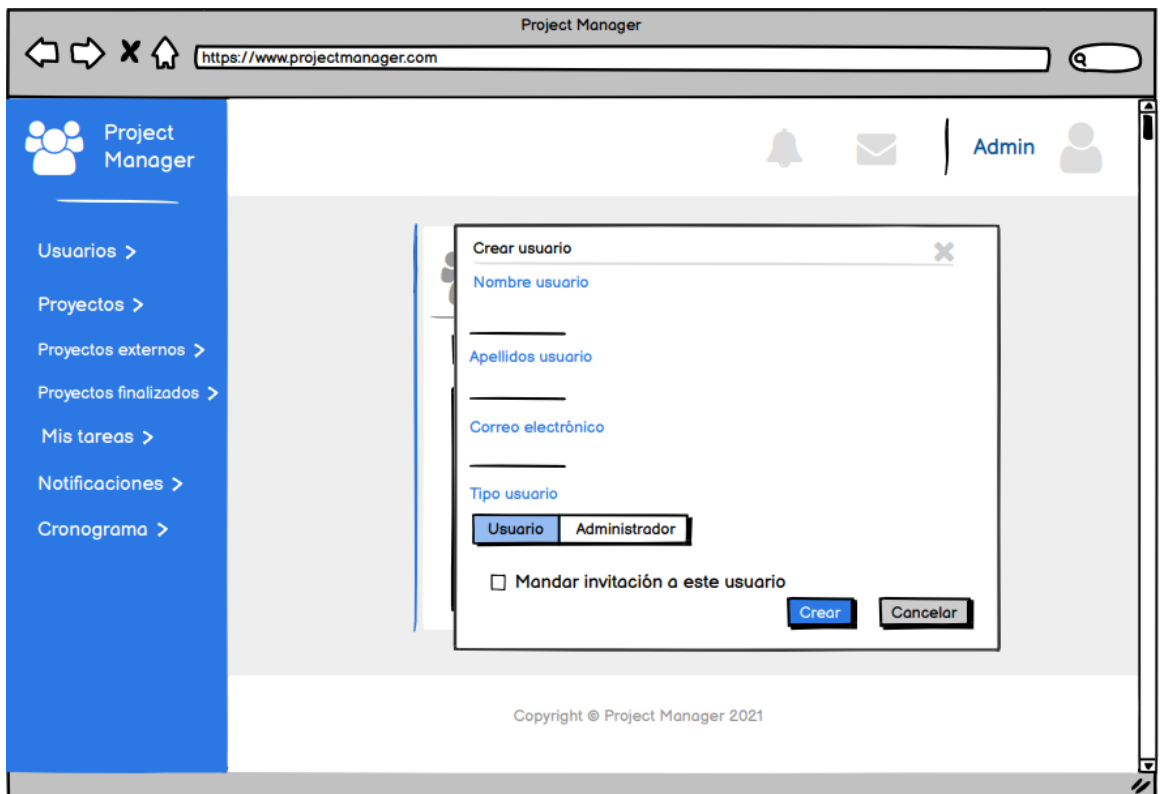 Project Manager
https://www.projectmanager.com
Project
Manager
Admin
Usuarios >
Proyectos >
Proyectos externos >
Proyectos finalizados >
Mis tareas >
Notificaciones >
Cronograma >
Crear usuario
Nombre usuario
Apellidos usuario
Correo electrónico
Tipo usuario
Usuario Administrador
Mandar invitación a este usuario
Crear Cancelar
Copyright © Project Manager 2021